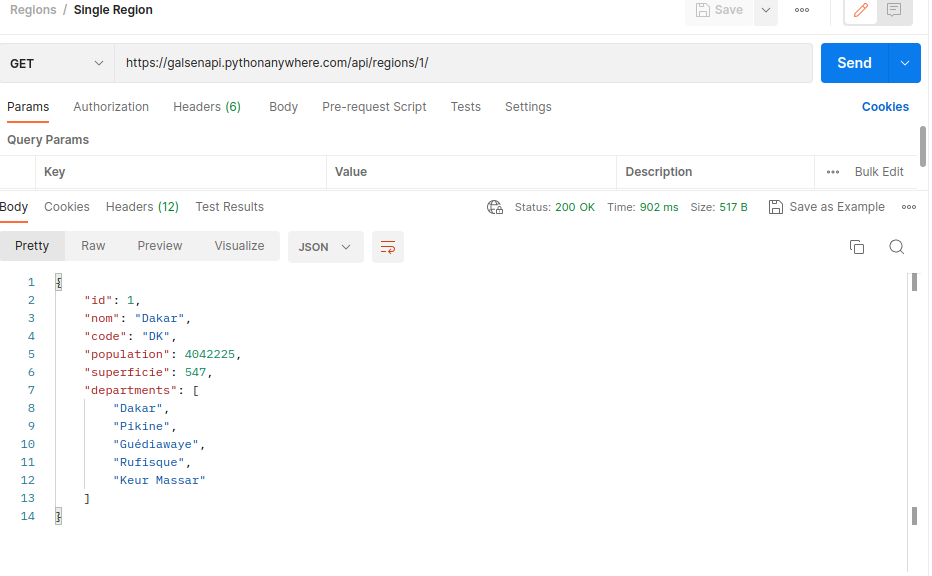 Regions / Single Region
Save
GET https://galsenapi.pythonanywhere.com/api/regions/1/ Send
Params Authorization Headers (6) Body Pre-request Script Tests Settings Cookies
Query Params
Key Value Description Bulk Edit
Body Cookies Headers (12) Test Results Status: 200 OK Time: 902 ms Size: 517 B Save as Example
Pretty Raw Preview Visualize JSON
1 {
2 "id": 1,
3 "nom": "Dakar",
4 "code": "DK",
5 "population": 4042225,
6 "superficie": 547,
7 "departments": [
8 "Dakar",
9 "Pikine",
10 "Guédiawaye",
11 "Rufisque",
12 "Keur Massar"
13 ]
14 }